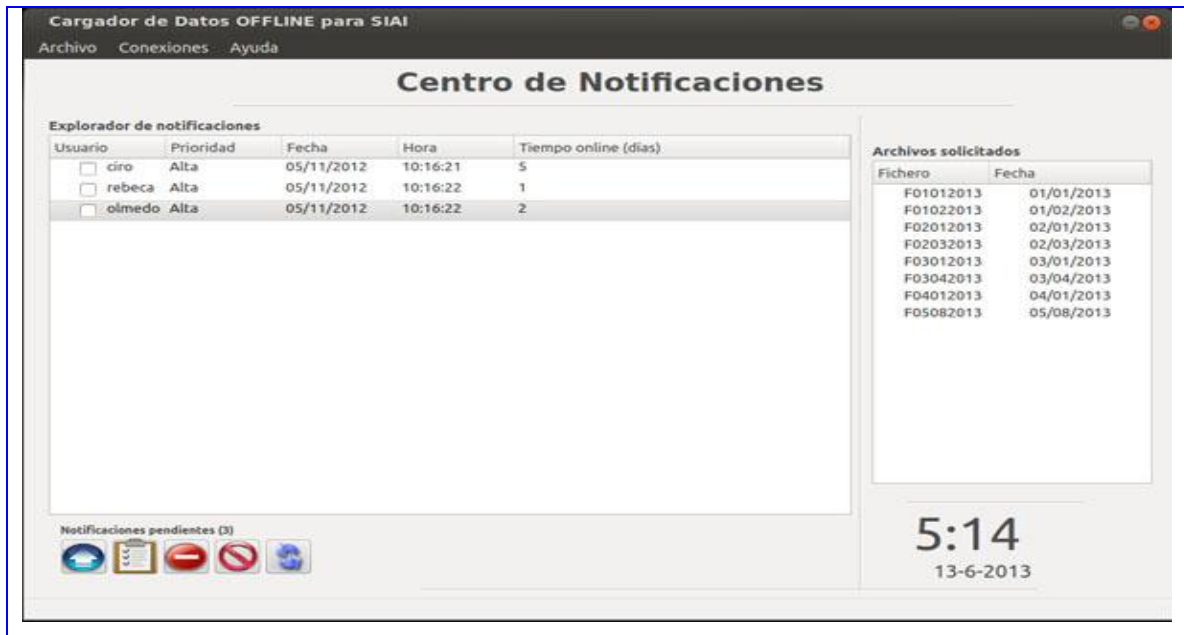 Cargador de Datos OFFLINE para SIAI
Archivo Conexiones Ayuda
Centro de Notificaciones
Explorador de notificaciones
Usuario Prioridad Fecha Hora Tiempo online (días)
ciro Alta 05/11/2012 10:16:21 5
rebeca Alta 05/11/2012 10:16:22 1
olmedo Alta 05/11/2012 10:16:22 2
Notificaciones pendientes (3)
Archivos solicitados
Fichero Fecha
F01012013 01/01/2013
F01022013 01/02/2013
F02012013 02/01/2013
F02032013 02/03/2013
F03012013 03/01/2013
F03042013 03/04/2013
F04012013 04/01/2013
F05082013 05/08/2013
5:14
13-6-2013